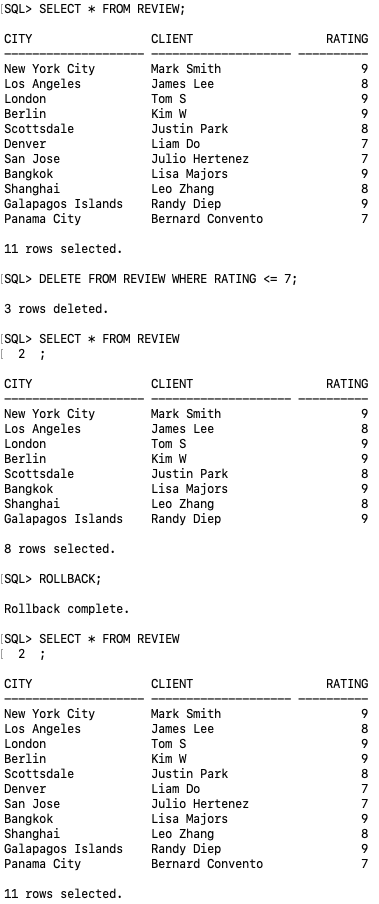 [SQL> SELECT * FROM REVIEW;
CITY CLIENT RATING
-------------------- -------------------- ----------
New York City Mark Smith 9
Los Angeles James Lee 8
London Tom S 9
Berlin Kim W 9
Scottsdale Justin Park 8
Denver Liam Do 7
San Jose Julio Hertenez 7
Bangkok Lisa Majors 9
Shanghai Leo Zhang 8
Galapagos Islands Randy Diep 9
Panama City Bernard Convento 7
11 rows selected.
[SQL> DELETE FROM REVIEW WHERE RATING <= 7;
3 rows deleted.
[SQL> SELECT * FROM REVIEW
[ 2 ;
CITY CLIENT RATING
-------------------- -------------------- ----------
New York City Mark Smith 9
Los Angeles James Lee 8
London Tom S 9
Berlin Kim W 9
Scottsdale Justin Park 8
Bangkok Lisa Majors 9
Shanghai Leo Zhang 8
Galapagos Islands Randy Diep 9
8 rows selected.
[SQL> ROLLBACK;
Rollback complete.
[SQL> SELECT * FROM REVIEW
[ 2 ;
CITY CLIENT RATING
-------------------- -------------------- ----------
New York City Mark Smith 9
Los Angeles James Lee 8
London Tom S 9
Berlin Kim W 9
Scottsdale Justin Park 8
Denver Liam Do 7
San Jose Julio Hertenez 7
Bangkok Lisa Majors 9
Shanghai Leo Zhang 8
Galapagos Islands Randy Diep 9
Panama City Bernard Convento 7
11 rows selected.